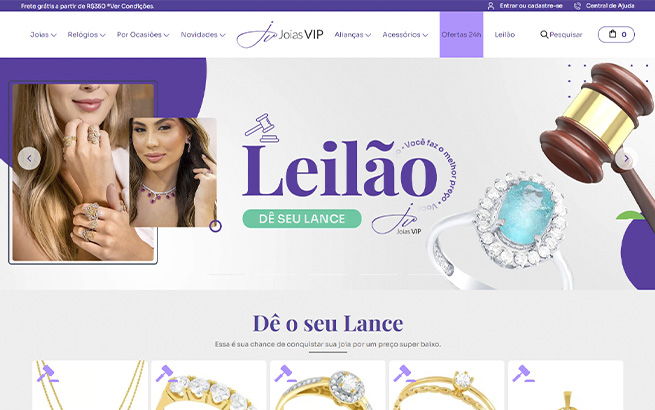 Frete grátis a partir de R$350 *Ver Condições.
Entrar ou cadastre-se
Central de Ajuda
Joias
Relógios
Por Ocasiões
Novidades
Joias VIP
Alianças
Acessórios
Ofertas 24h
Leilão
Pesquisar
0
Leilão
• Você faz o melhor preço •
DÊ SEU LANCE
Joias VIP
Dê o seu Lance
Essa é sua chance de conquistar sua joia por um preço super baixo.